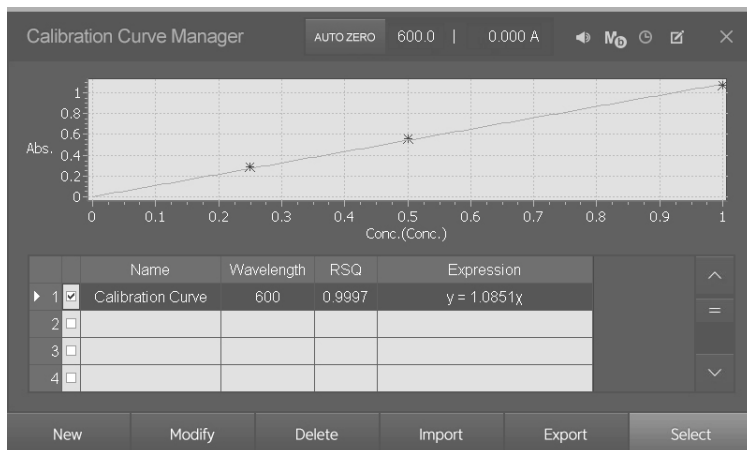 Calibration Curve Manager AUTO ZERO 600.0 | 0.000 A Mb
1
0.8
0.6
Abs. 0.4
0.2
0
0 0.1 0.2 0.3 0.4 0.5 0.6 0.7 0.8 0.9 1
Conc.(Conc.)
Name Wavelength RSQ Expression
1 Calibration Curve 600 0.9997 y = 1.0851x
2
3
4
New Modify Delete Import Export Select